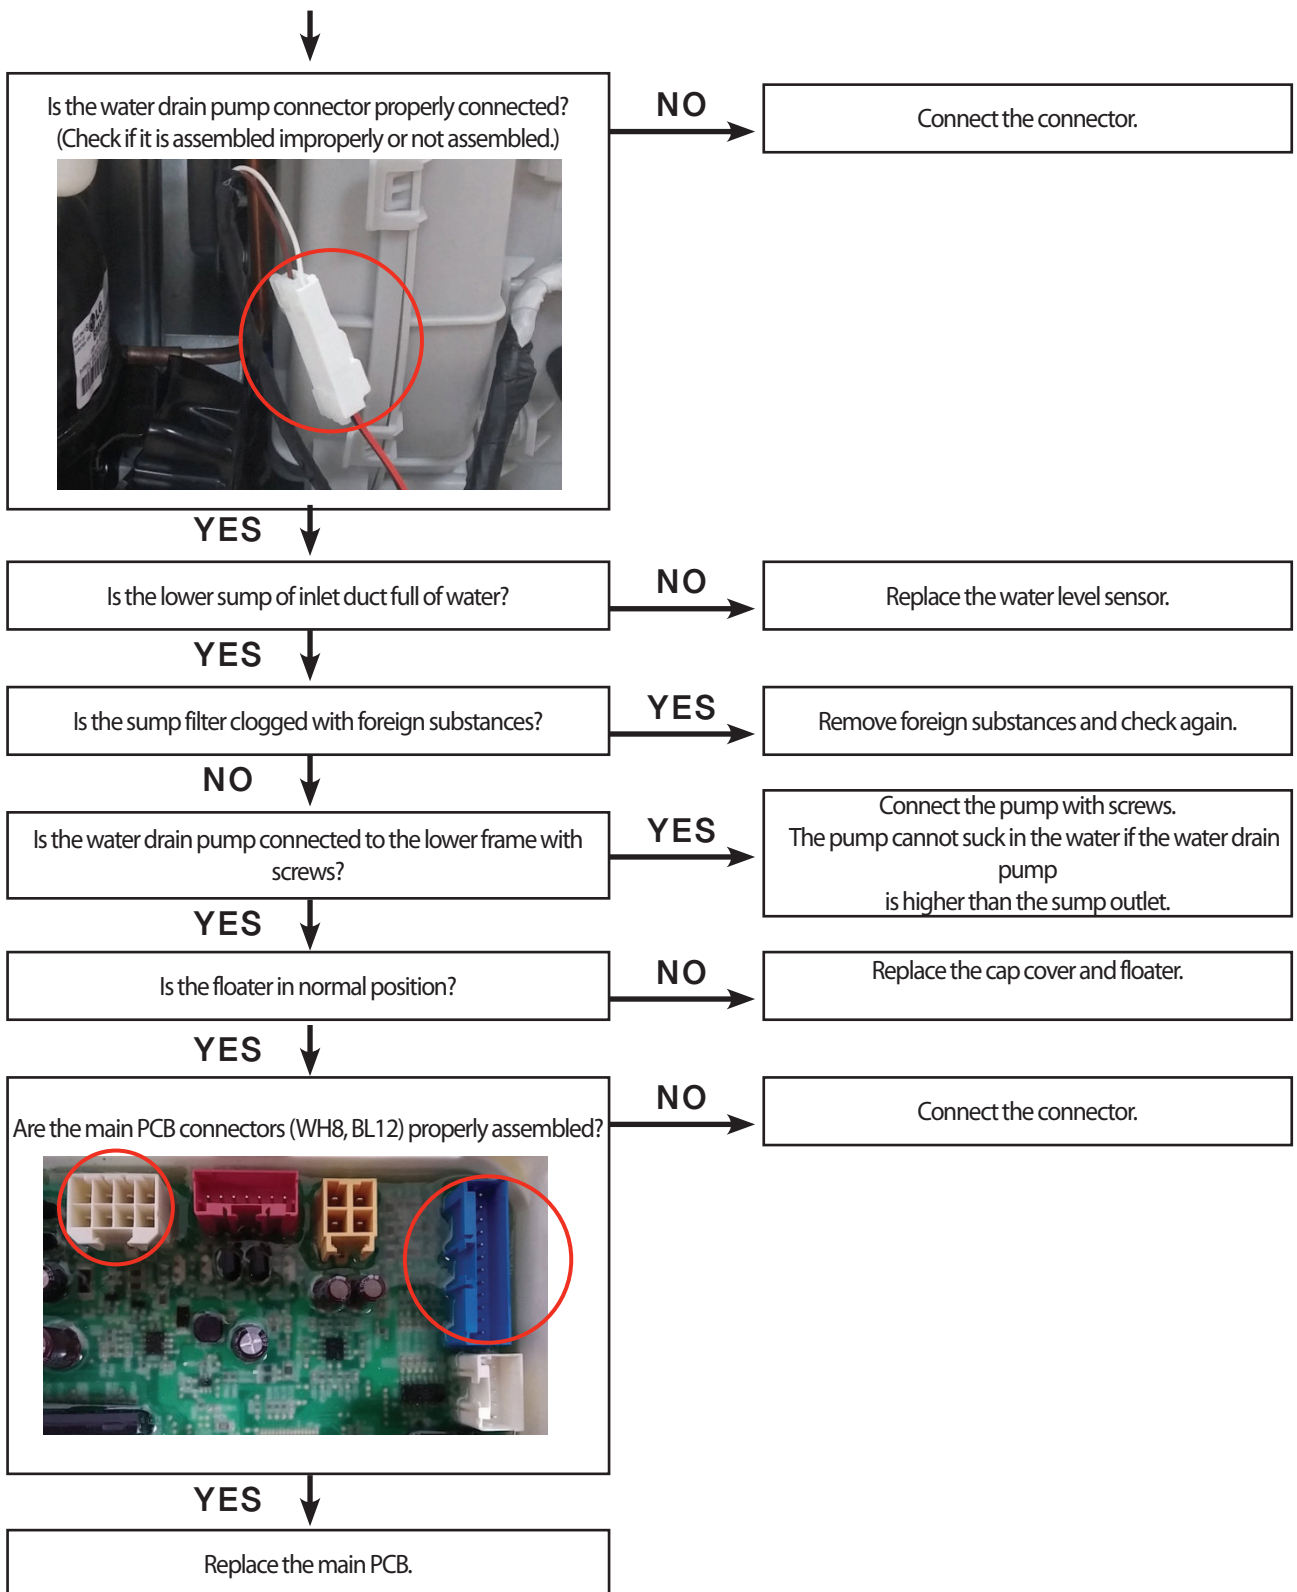 Is the water drain pump connector properly connected?
(Check if it is assembled improperly or not assembled.)
NO
Connect the connector.
YES
Is the lower sump of inlet duct full of water?
NO
Replace the water level sensor.
YES
Is the sump filter clogged with foreign substances?
YES
Remove foreign substances and check again.
NO
Is the water drain pump connected to the lower frame with
screws?
YES
Connect the pump with screws.
The pump cannot suck in the water if the water drain
pump
is higher than the sump outlet.
YES
Is the floater in normal position?
NO
Replace the cap cover and floater.
YES
Are the main PCB connectors (WH8, BL12) properly assembled?
NO
Connect the connector.
YES
Replace the main PCB.